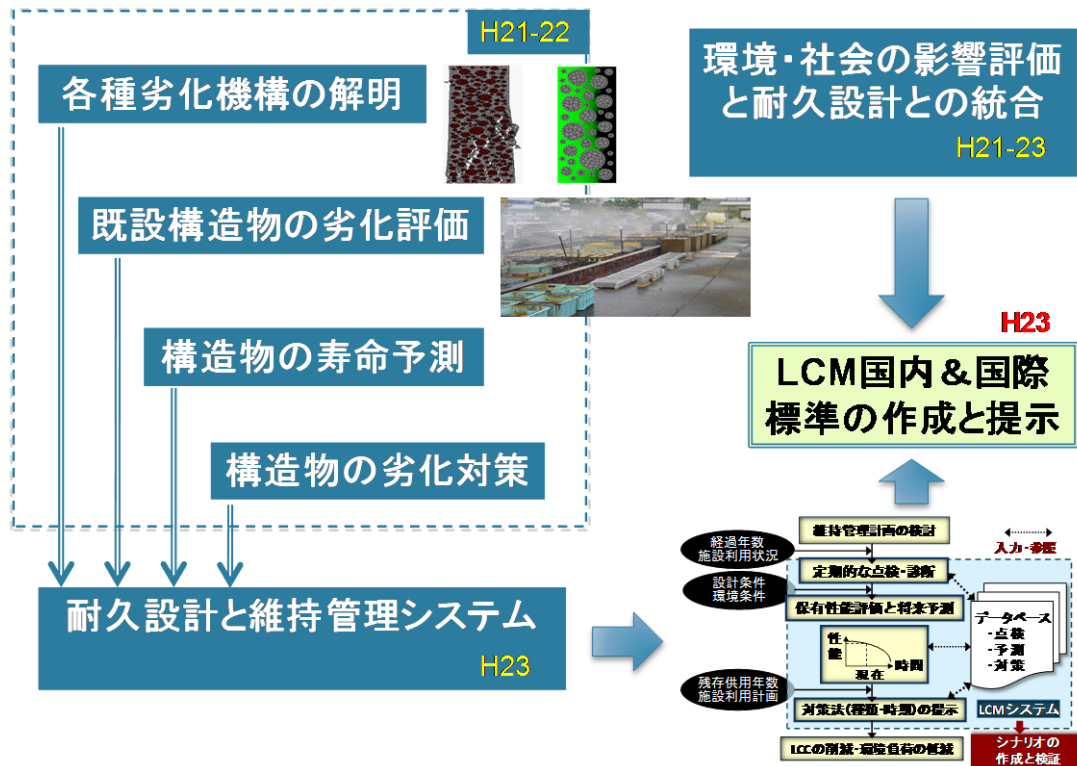 H21-22
各種劣化機構の解明
既設構造物の劣化評価
構造物の寿命予測
構造物の劣化対策
耐久設計と維持管理システム
H23
環境・社会の影響評価
と耐久設計との統合
H21-23
H23
LCM国内＆国際
標準の作成と提示
維持管理計画の検討
入力・参照
経過年数
施設利用状況
定期的な点検・診断
設計条件
環境条件
保有性能評価と将来予測
データベース
・点検
・予測
・対策
性能
時間
現在
残存供用年数
施設利用計画
対策法(種類・時期)の提示
LCMシステム
LCCの削減・環境負荷の低減
シナリオの
作成と検証